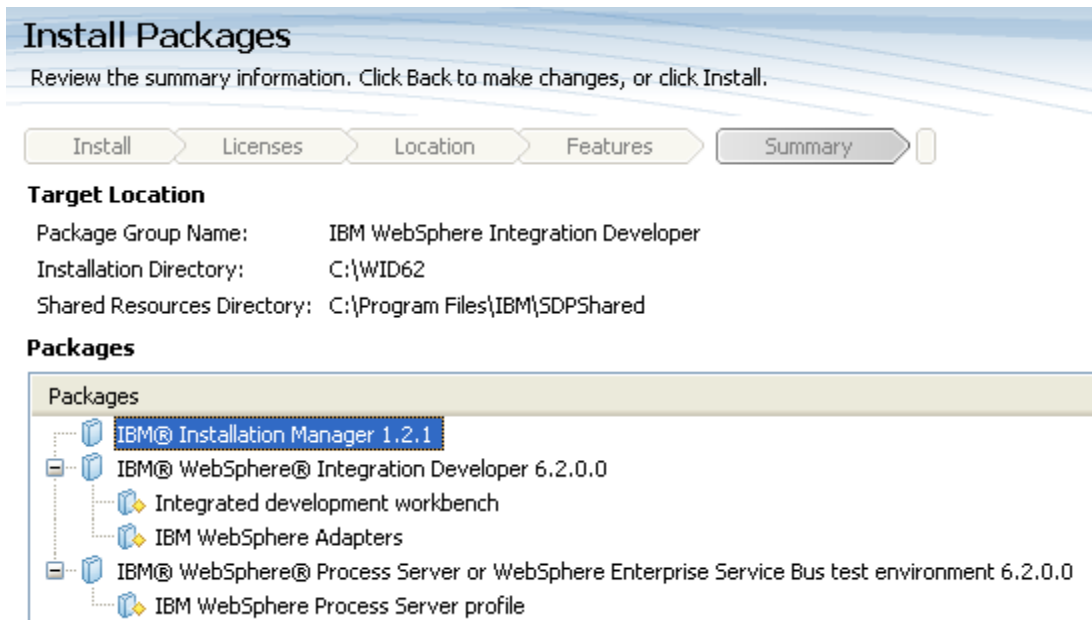 Install Packages
Review the summary information. Click Back to make changes, or click Install.
Install Licenses Location Features Summary
Target Location
Package Group Name: IBM WebSphere Integration Developer
Installation Directory: C:\WID62
Shared Resources Directory: C:\Program Files\IBM\SDPShared
Packages
Packages
IBM® Installation Manager 1.2.1
IBM® WebSphere® Integration Developer 6.2.0.0
Integrated development workbench
IBM WebSphere Adapters
IBM® WebSphere® Process Server or WebSphere Enterprise Service Bus test environment 6.2.0.0
IBM WebSphere Process Server profile